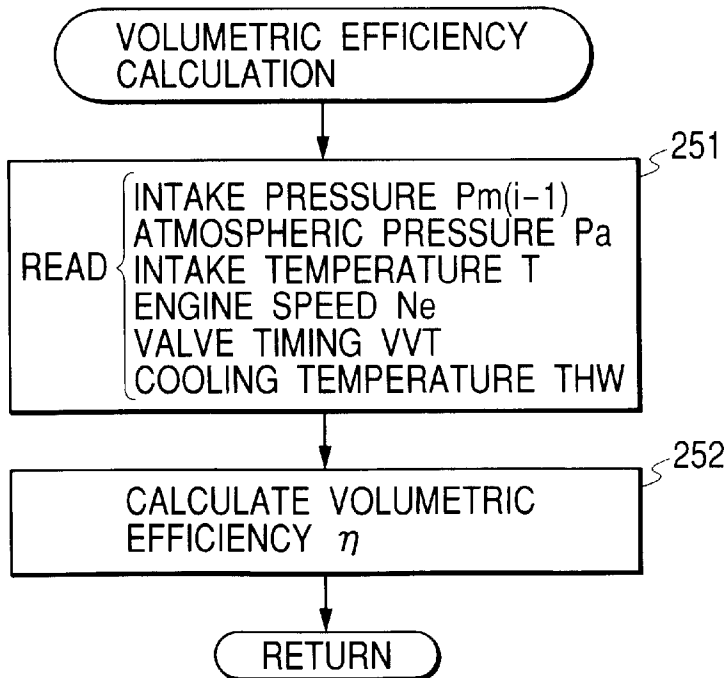 VOLUMETRIC EFFICIENCY
CALCULATION
251
READ
INTAKE PRESSURE Pm(i-1)
ATMOSPHERIC PRESSURE Pa
INTAKE TEMPERATURE T
ENGINE SPEED Ne
VALVE TIMING VVT
COOLING TEMPERATURE THW
252
CALCULATE VOLUMETRIC
EFFICIENCY η
RETURN